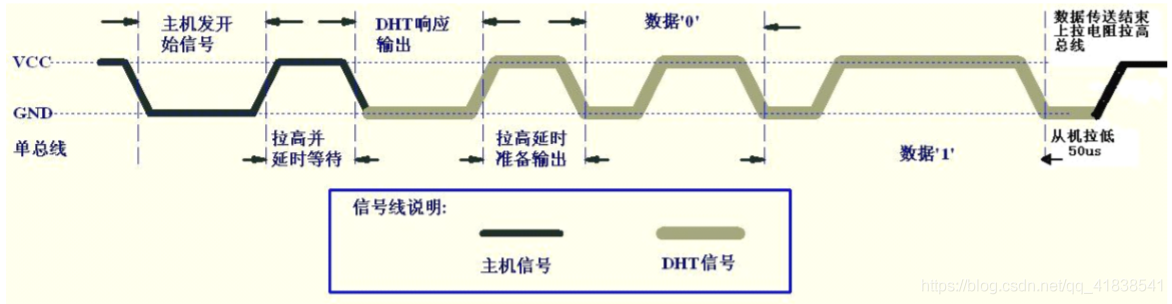 主机发开
始信号
DHT响应
输出
数据'0'
数据传送结束
上拉电阻拉高
总线
VCC
GND
单总线
拉高并
延时等待
拉高延时
准备输出
数据'1'
从机拉低
50us
信号线说明:
主机信号
DHT信号
https://blog.csdn.net/qq_41838541